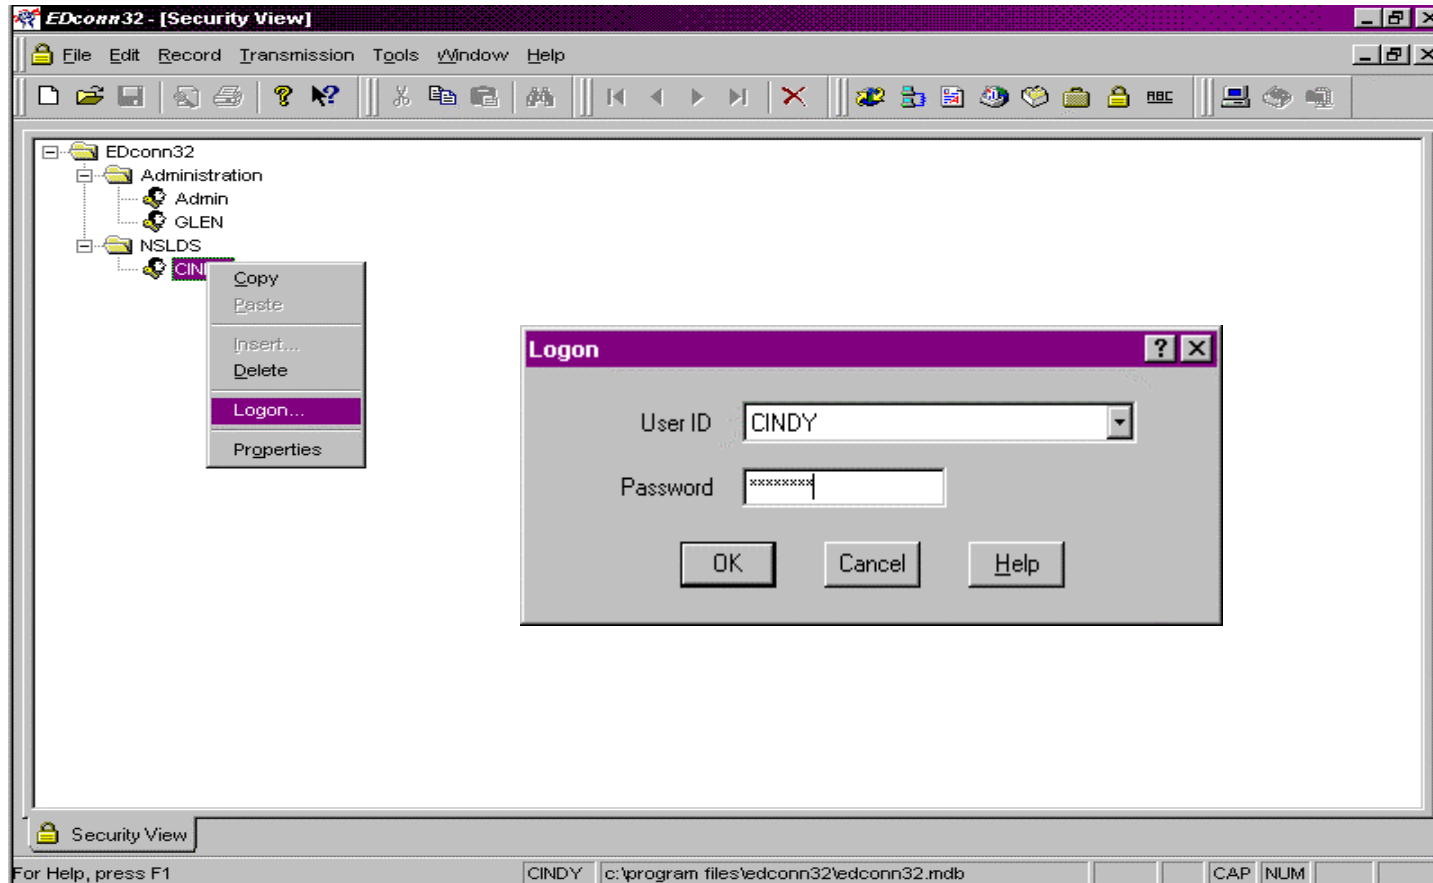 EDconn32 - [Security View]
File Edit Record Transmission Tools Window Help
ABC
EDconn32
Administration
Admin
GLEN
NSLDS
CIN
Copy
Paste
Insert...
Delete
Logon...
Properties
Logon
User ID CINDY
Password ********
OK Cancel Help
Security View
For Help, press F1 CINDY c:\program files\edconn32\edconn32.mdb CAP NUM